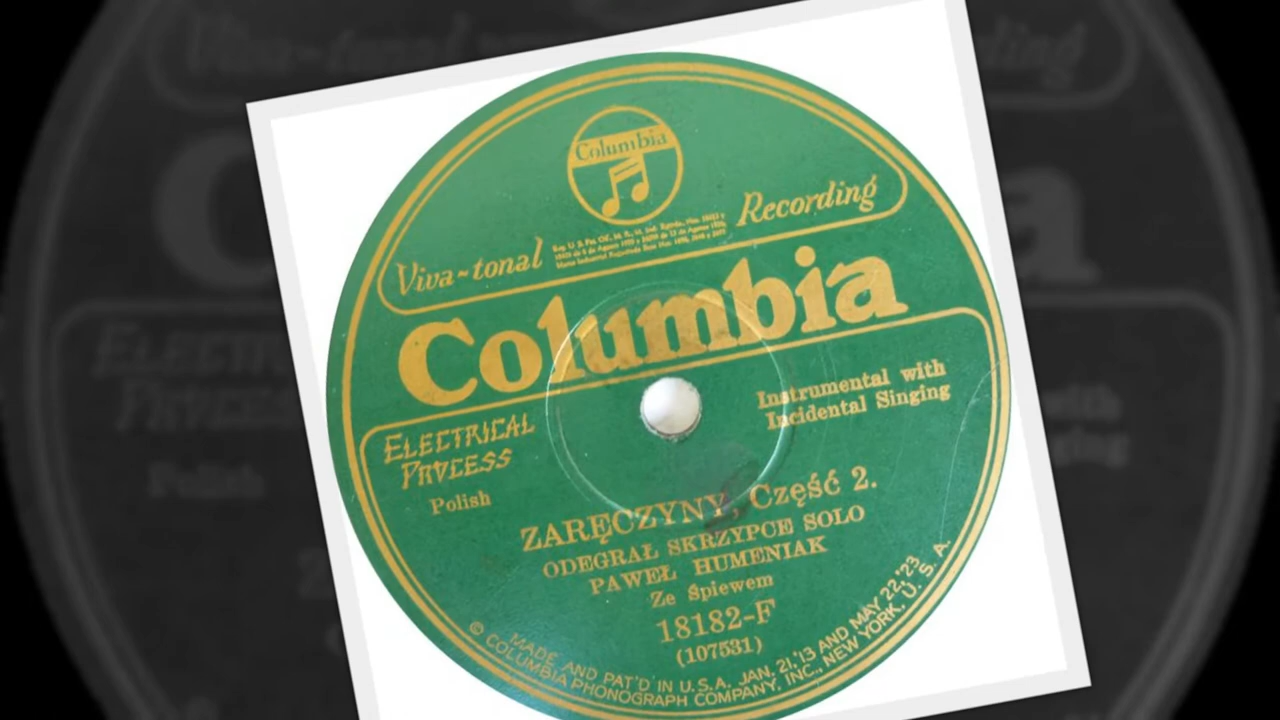 Columbia
Viva-tonal Recording
Columbia
Instrumental with
Incidental Singing
ELECTRICAL
PROCESS
Polish
ZARĘCZYNY, Część 2.
ODEGRAŁ SKRZYPCE SOLO
PAWEŁ HUMENIAK
Ze Śpiewem
18182-F
(107531)
MADE AND PAT'D IN U.S.A. JAN. 21,'13 AND MAY 22,'23
© COLUMBIA PHONOGRAPH COMPANY, INC., NEW YORK, U. S. A.